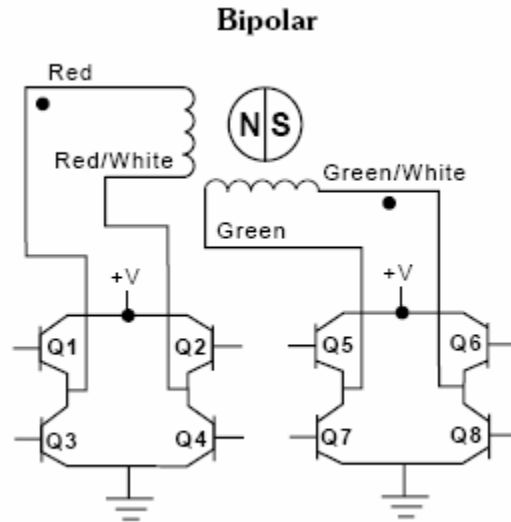 Bipolar
Red
N S
Red/White
Green/White
Green
+V
+V
Q1 Q2 Q5 Q6
Q3 Q4 Q7 Q8